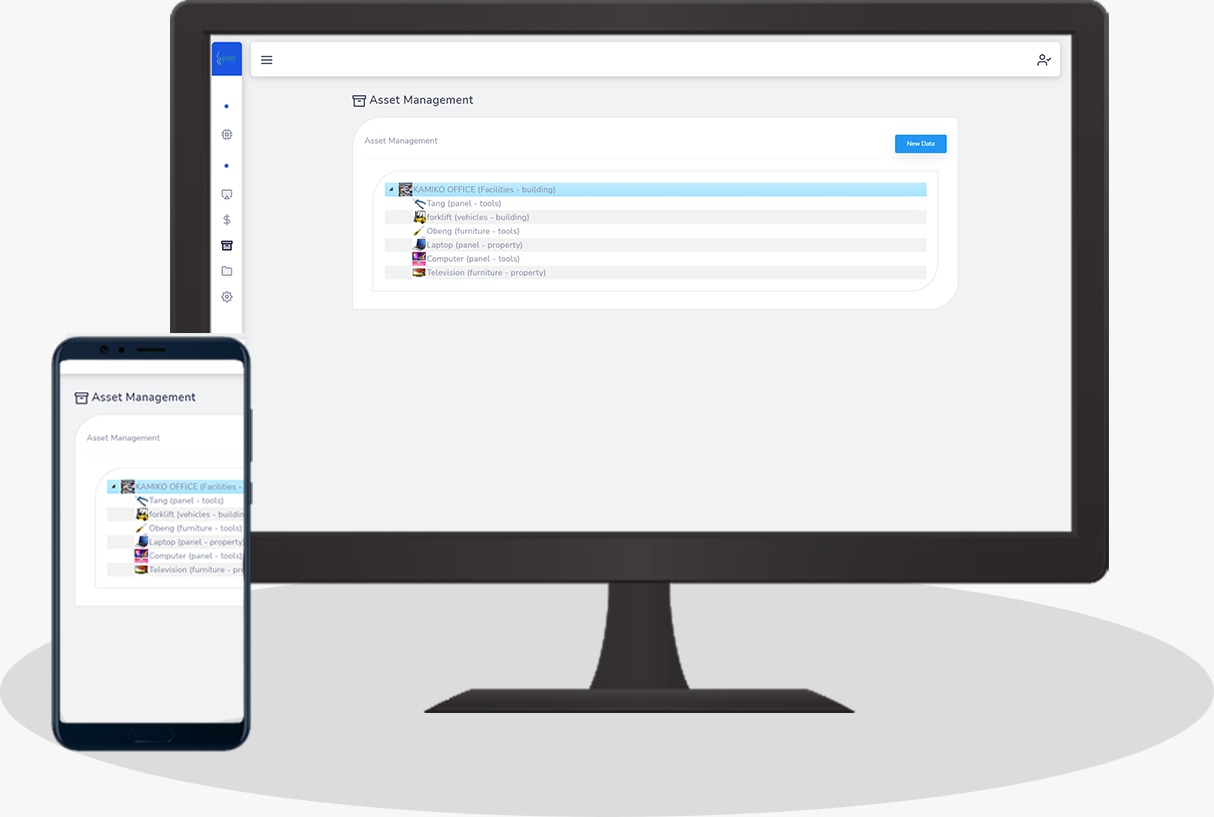 Asset Management
Asset Management
New Data
KAMIKO OFFICE (Facilities - building)
Tang (panel - tools)
forklift (vehicles - building)
Obeng (furniture - tools)
Laptop (panel - property)
Computer (panel - tools)
Television (furniture - property)
Asset Management
Asset Management
KAMIKO OFFICE (Facilities -
Tang (panel - tools)
forklift (vehicles - buildin
Obeng (furniture - tools)
Laptop (panel - property
Computer (panel - tools)
Television (furniture - pr